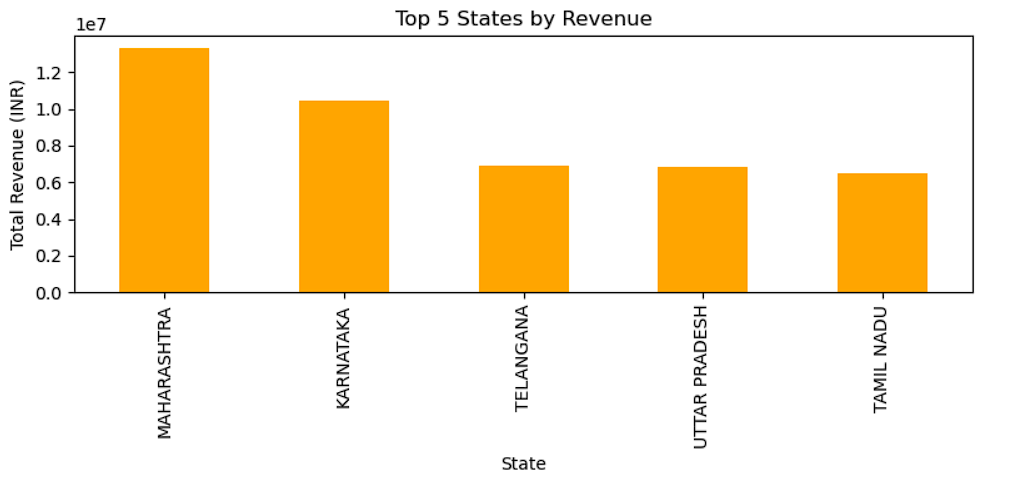 Top 5 States by Revenue
1e7
Total Revenue (INR)
1.2
1.0
0.8
0.6
0.4
0.2
0.0
MAHARASHTRA
KARNATAKA
TELANGANA
UTTAR PRADESH
TAMIL NADU
State